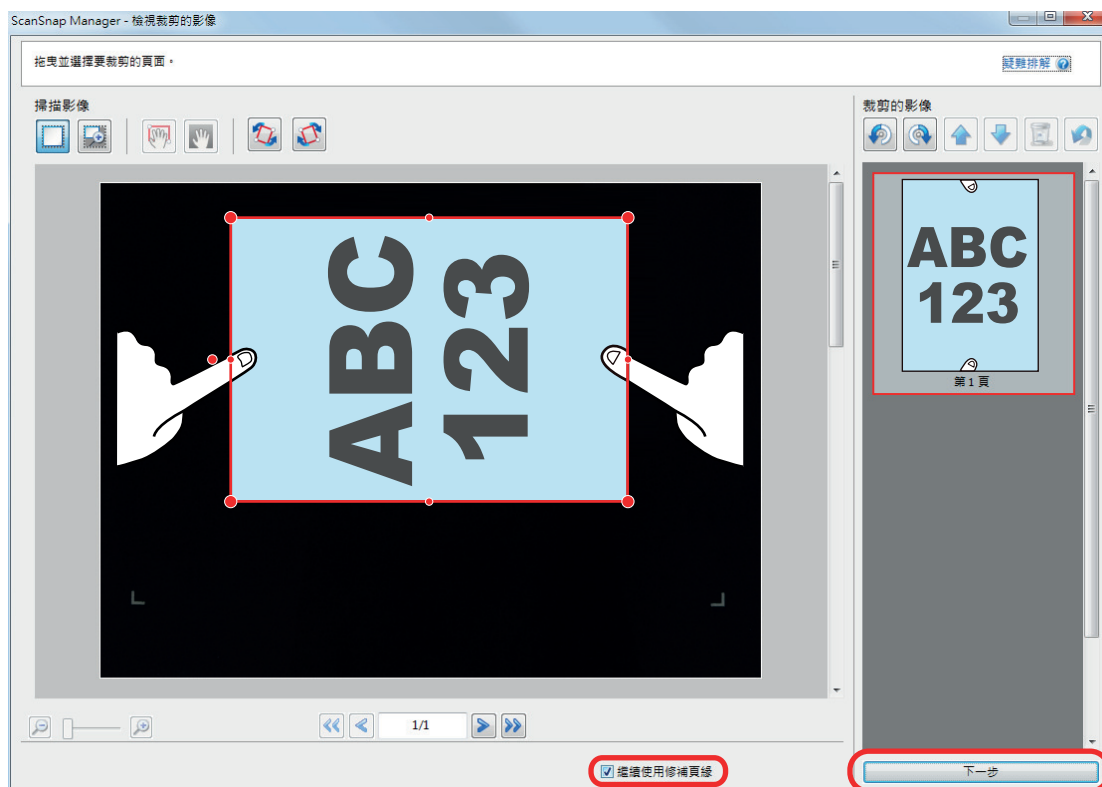 ScanSnap Manager - 檢視裁剪的影像
拖曳並選擇要裁剪的頁面。
疑難排解
掃描影像
裁剪的影像
ABC
123
ABC
123
第 1 頁
1/1
繼續使用修補頁緣
下一步